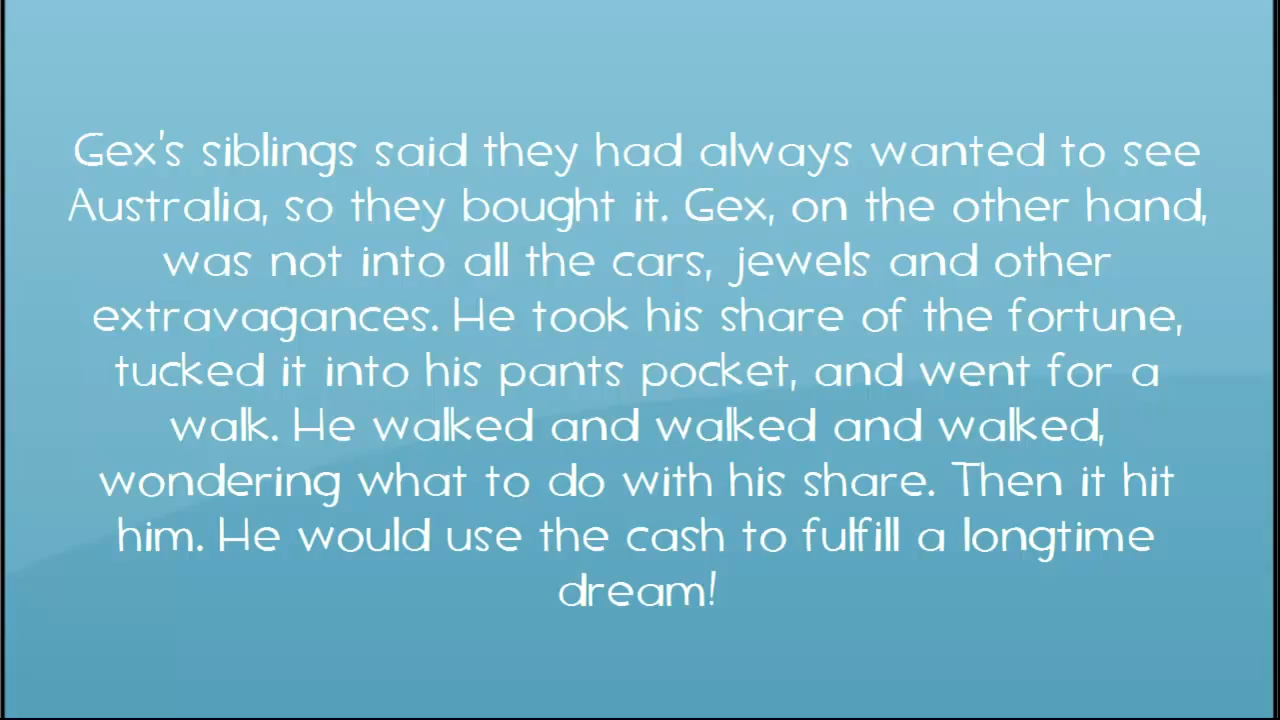 Gex's siblings said they had always wanted to see
Australia, so they bought it. Gex, on the other hand,
was not into all the cars, jewels and other
extravagances. He took his share of the fortune,
tucked it into his pants pocket, and went for a
walk. He walked and walked and walked,
wondering what to do with his share. Then it hit
him. He would use the cash to fulfill a longtime
dream!